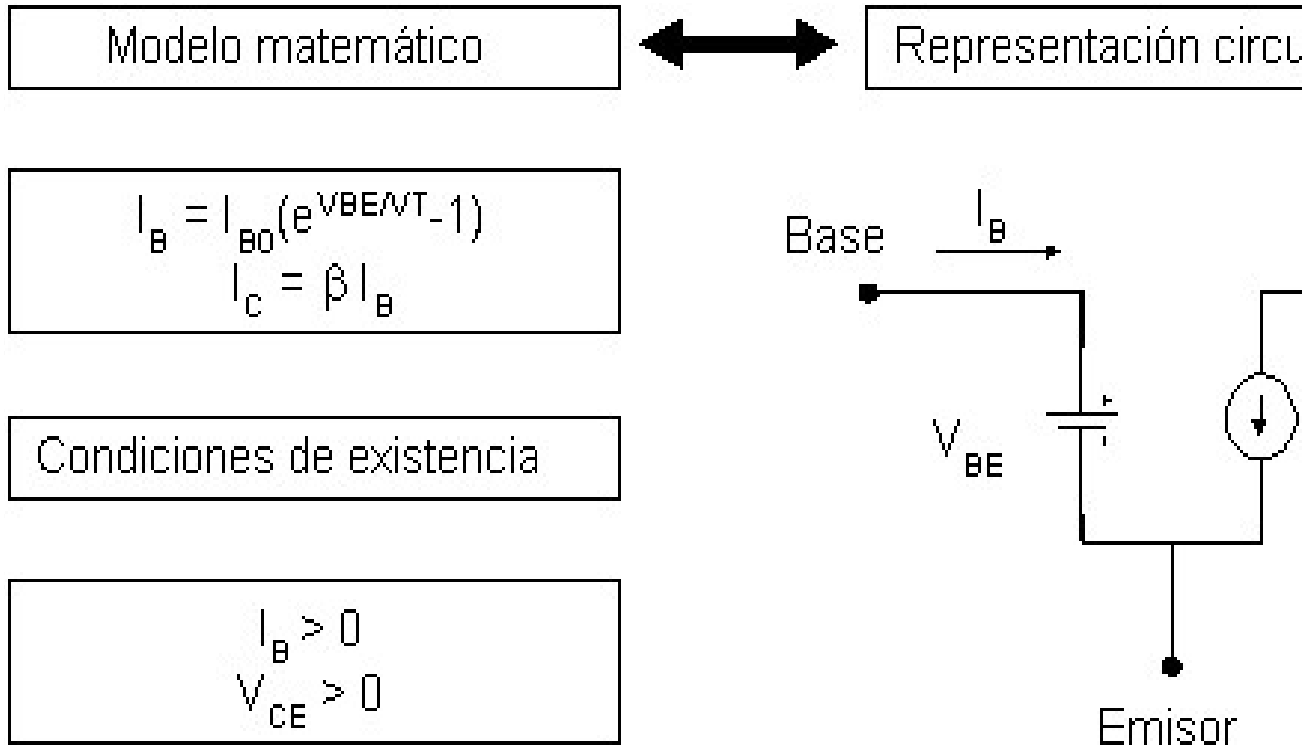 Modelo matemático
Representación circu
I_B = I_B0(e^VBE/VT-1)
I_C = β I_B
Base
I_B
Condiciones de existencia
V_BE
+
-
I_B > 0
V_CE > 0
Emisor